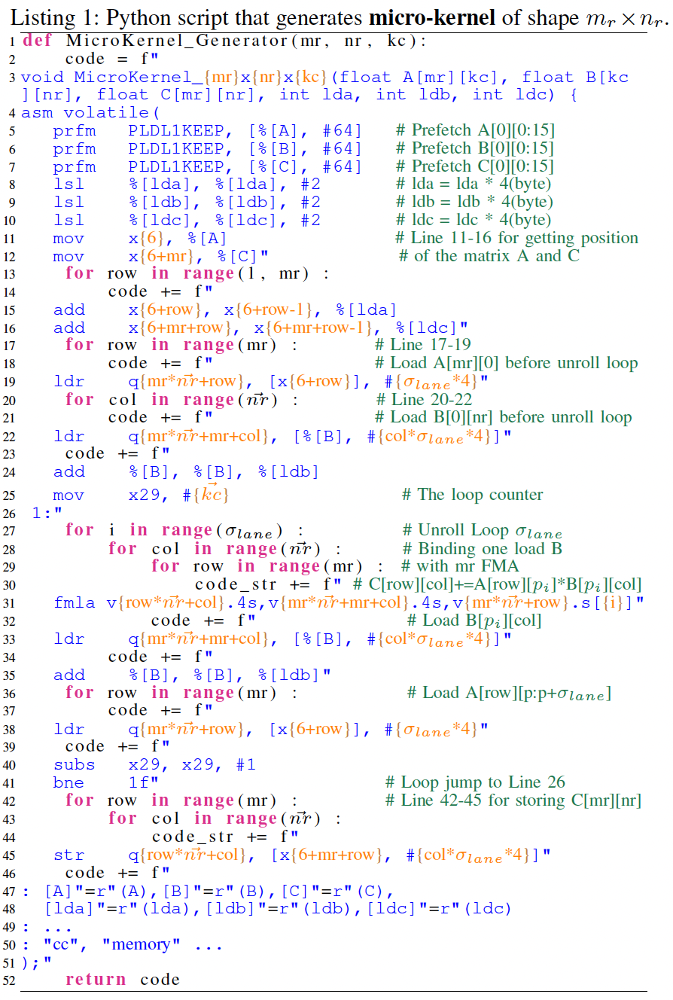 Listing 1: Python script that generates micro-kernel of shape m_r × n_r.
1 def MicroKernel_Generator(mr, nr, kc):
2 code = f"
3 void MicroKernel_{mr}x{nr}x{kc}(float A[mr][kc], float B[kc
][nr], float C[mr][nr], int lda, int ldb, int ldc) {
4 asm volatile(
5 prfm PLDL1KEEP, [%[A], #64] # Prefetch A[0][0:15]
6 prfm PLDL1KEEP, [%[B], #64] # Prefetch B[0][0:15]
7 prfm PLDL1KEEP, [%[C], #64] # Prefetch C[0][0:15]
8 lsl %[lda], %[lda], #2 # lda = lda * 4(byte)
9 lsl %[ldb], %[ldb], #2 # ldb = ldb * 4(byte)
10 lsl %[ldc], %[ldc], #2 # ldc = ldc * 4(byte)
11 mov x{6}, %[A] # Line 11-16 for getting position
12 mov x{6+mr}, %[C]" # of the matrix A and C
13 for row in range(1, mr) :
14 code += f"
15 add x{6+row}, x{6+row-1}, %[lda]
16 add x{6+mr+row}, x{6+mr+row-1}, %[ldc]"
17 for row in range(mr) : # Line 17-19
18 code += f" # Load A[mr][0] before unroll loop
19 ldr q{mr*n⃗r+row}, [x{6+row}], #{σ_lane*4}"
20 for col in range(n⃗r) : # Line 20-22
21 code += f" # Load B[0][nr] before unroll loop
22 ldr q{mr*n⃗r+mr+col}, [%[B], #{col*σ_lane*4}]"
23 code += f"
24 add %[B], %[B], %[ldb]
25 mov x29, #{k⃗c} # The loop counter
26 1:"
27 for i in range(σ_lane) : # Unroll Loop σ_lane
28 for col in range(n⃗r) : # Binding one load B
29 for row in range(mr) : # with mr FMA
30 code_str += f" # C[row][col]+=A[row][p_i]*B[p_i][col]
31 fmla v{row*n⃗r+col}.4s,v{mr*n⃗r+mr+col}.4s,v{mr*n⃗r+row}.s[{i}]"
32 code += f" # Load B[p_i][col]
33 ldr q{mr*n⃗r+mr+col}, [%[B], #{col*σ_lane*4}]"
34 code += f"
35 add %[B], %[B], %[ldb]"
36 for row in range(mr) : # Load A[row][p:p+σ_lane]
37 code += f"
38 ldr q{mr*n⃗r+row}, [x{6+row}], #{σ_lane*4}"
39 code += f"
40 subs x29, x29, #1
41 bne 1f" # Loop jump to Line 26
42 for row in range(mr) : # Line 42-45 for storing C[mr][nr]
43 for col in range(n⃗r) :
44 code_str += f"
45 str q{row*n⃗r+col}, [x{6+mr+row}, #{col*σ_lane*4}]"
46 code += f"
47 : [A]"=r"(A),[B]"=r"(B),[C]"=r"(C),
48 [lda]"=r"(lda),[ldb]"=r"(ldb),[ldc]"=r"(ldc)
49 : ...
50 : "cc", "memory" ...
51 );"
52 return code